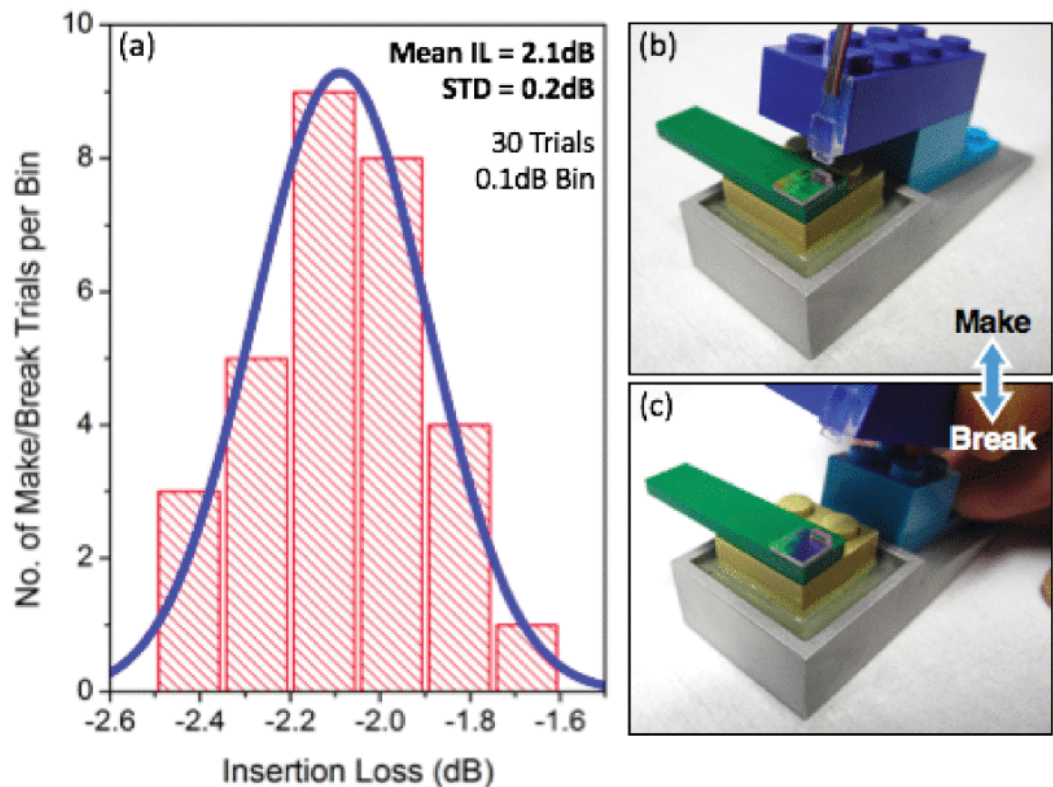 (a)
Mean IL = 2.1dB
STD = 0.2dB
30 Trials
0.1dB Bin
No. of Make/Break Trials per Bin
10
8
6
4
2
0
-2.6
-2.4
-2.2
-2.0
-1.8
-1.6
Insertion Loss (dB)
(b)
Make
Break
(c)